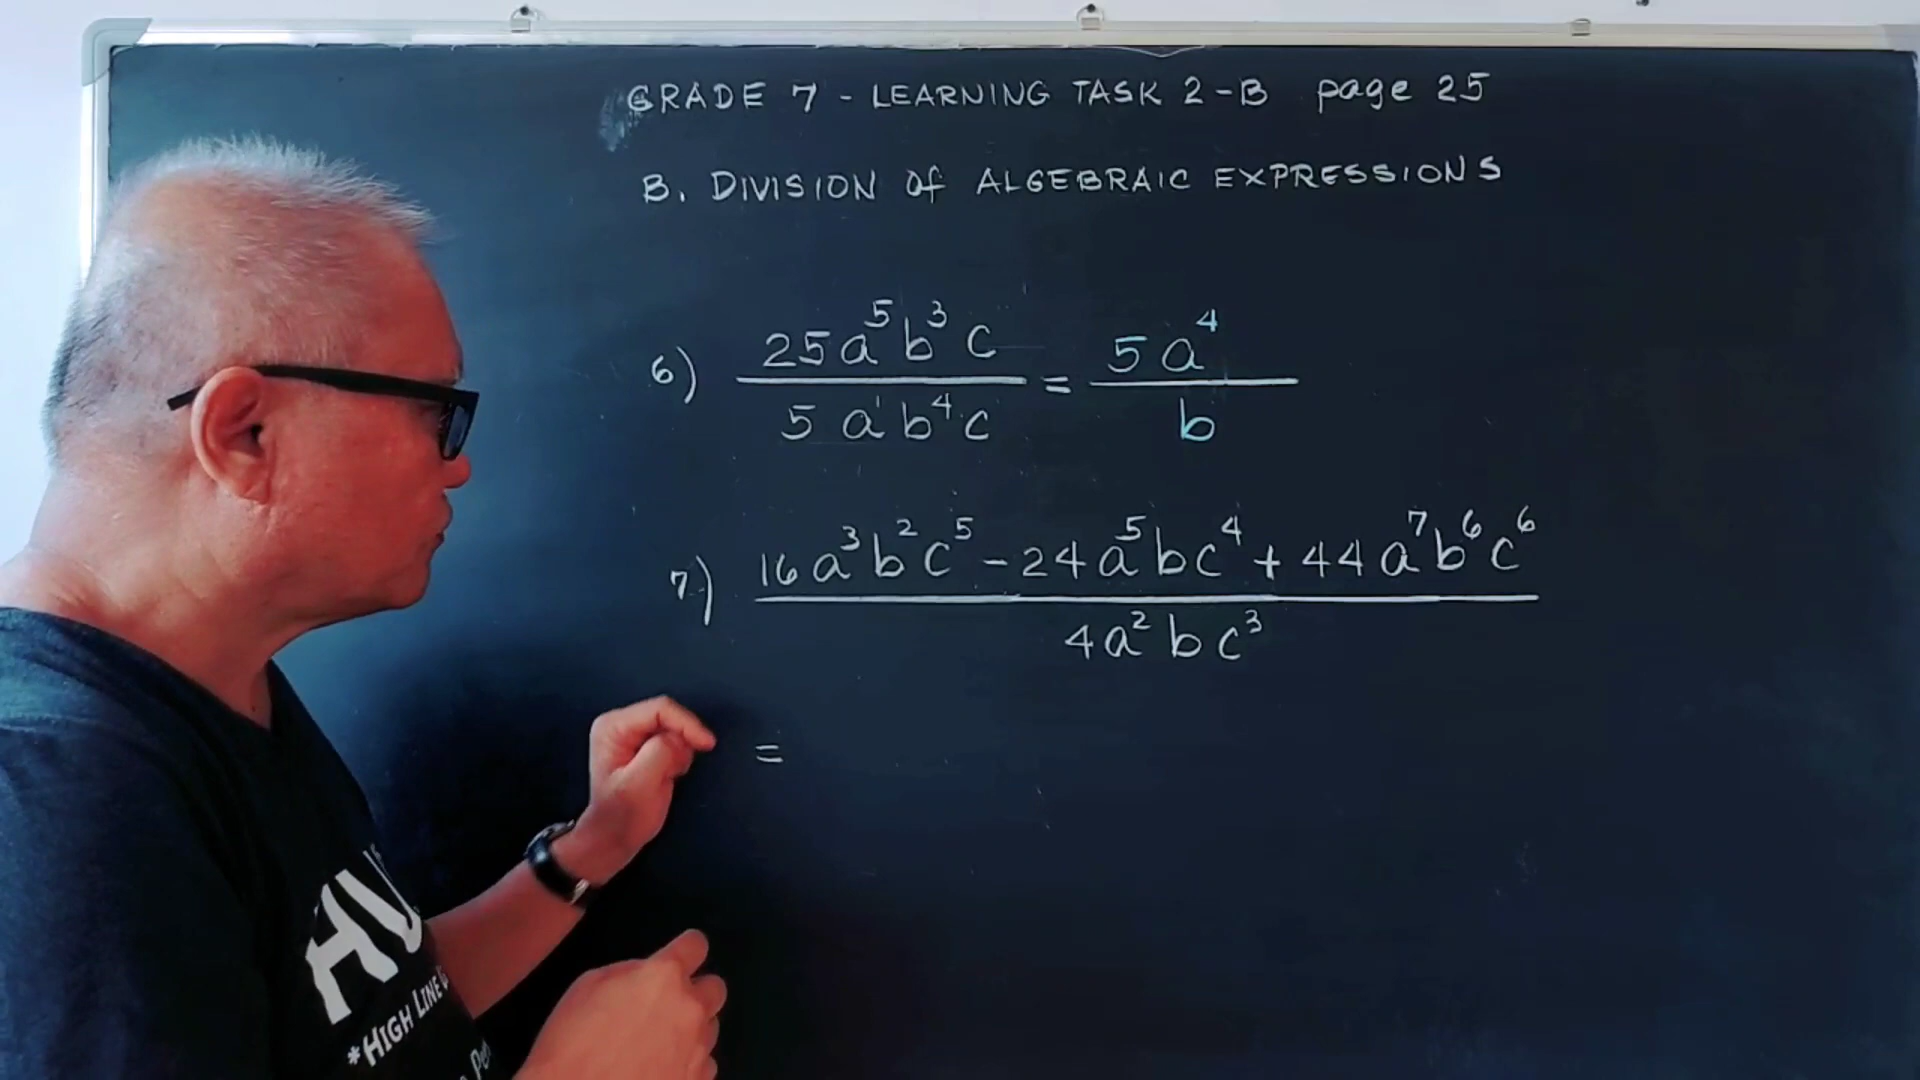 GRADE 7 - LEARNING TASK 2-B page 25
B. DIVISION of ALGEBRAIC EXPRESSIONS
6) 25a⁵b³c / 5a¹b⁴c = 5a⁴ / b
7) 16a³b²c⁵ - 24a⁵bc⁴ + 44a⁷b⁶c⁶ / 4a²bc³
=
*HIGH LINE